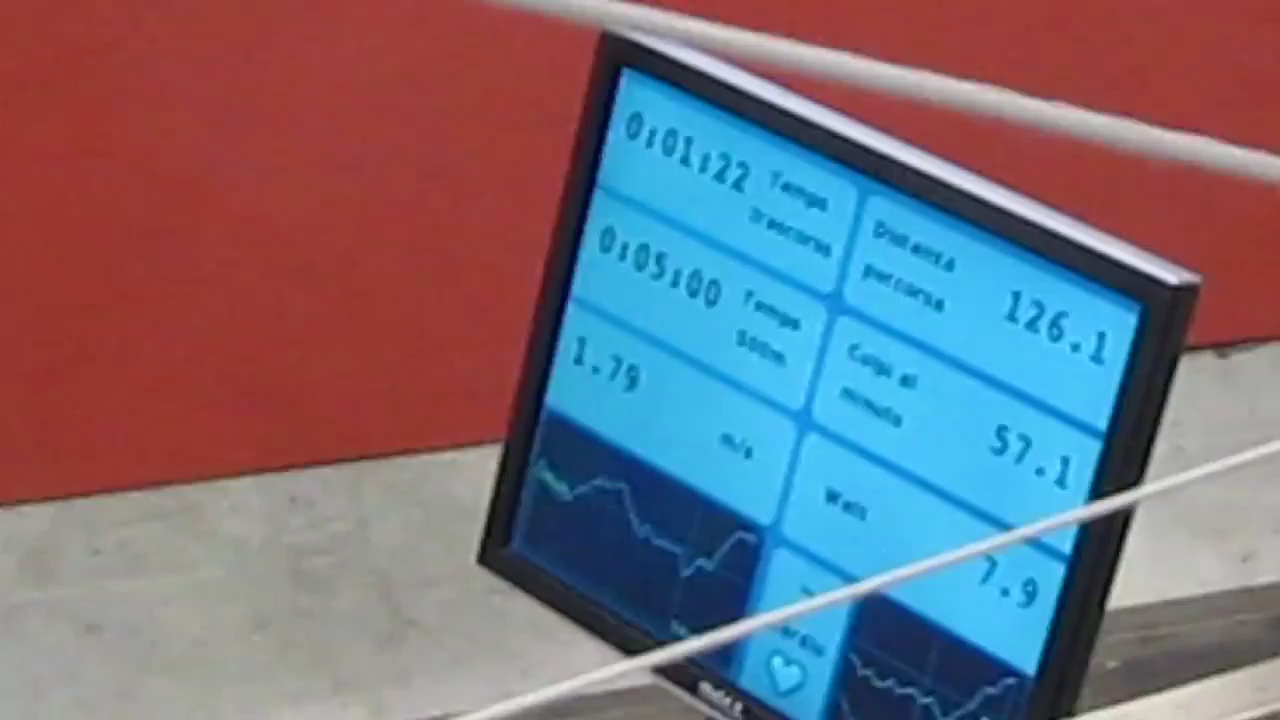 0:01:22 Tempo
trascorso
Distanza
percorsa 126.1
0:05:00 Tempo
500m
Colpi al
minuto 57.1
1.79
m/s
Watt
7.9